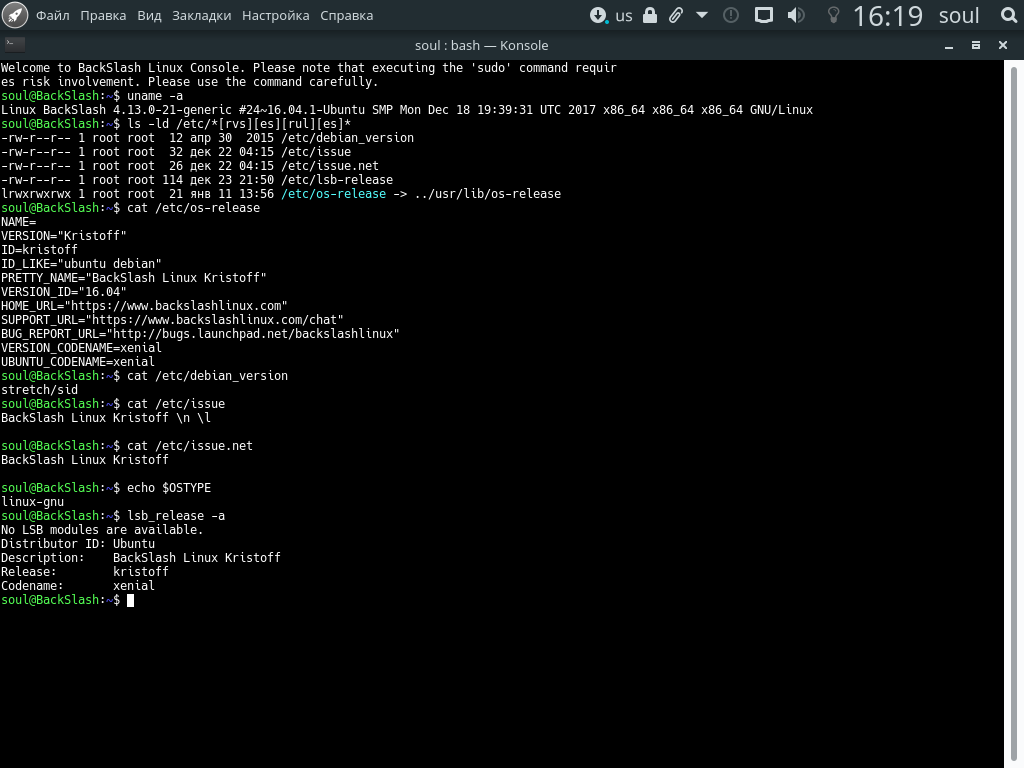 Файл Правка Вид Закладки Настройка Справка us 16:19 soul
soul : bash — Konsole
Welcome to BackSlash Linux Console. Please note that executing the 'sudo' command requir
es risk involvement. Please use the command carefully.
soul@BackSlash:~$ uname -a
Linux BackSlash 4.13.0-21-generic #24~16.04.1-Ubuntu SMP Mon Dec 18 19:39:31 UTC 2017 x86_64 x86_64 x86_64 GNU/Linux
soul@BackSlash:~$ ls -ld /etc/*[rvs][es][rul][es]*
-rw-r--r-- 1 root root  12 апр 30  2015 /etc/debian_version
-rw-r--r-- 1 root root  32 дек 22 04:15 /etc/issue
-rw-r--r-- 1 root root  26 дек 22 04:15 /etc/issue.net
-rw-r--r-- 1 root root 114 дек 23 21:50 /etc/lsb-release
lrwxrwxrwx 1 root root  21 янв 11 13:56 /etc/os-release -> ../usr/lib/os-release
soul@BackSlash:~$ cat /etc/os-release
NAME=
VERSION="Kristoff"
ID=kristoff
ID_LIKE="ubuntu debian"
PRETTY_NAME="BackSlash Linux Kristoff"
VERSION_ID="16.04"
HOME_URL="https://www.backslashlinux.com"
SUPPORT_URL="https://www.backslashlinux.com/chat"
BUG_REPORT_URL="http://bugs.launchpad.net/backslashlinux"
VERSION_CODENAME=xenial
UBUNTU_CODENAME=xenial
soul@BackSlash:~$ cat /etc/debian_version
stretch/sid
soul@BackSlash:~$ cat /etc/issue
BackSlash Linux Kristoff \n \l
soul@BackSlash:~$ cat /etc/issue.net
BackSlash Linux Kristoff
soul@BackSlash:~$ echo $OSTYPE
linux-gnu
soul@BackSlash:~$ lsb_release -a
No LSB modules are available.
Distributor ID: Ubuntu
Description:    BackSlash Linux Kristoff
Release:        kristoff
Codename:       xenial
soul@BackSlash:~$